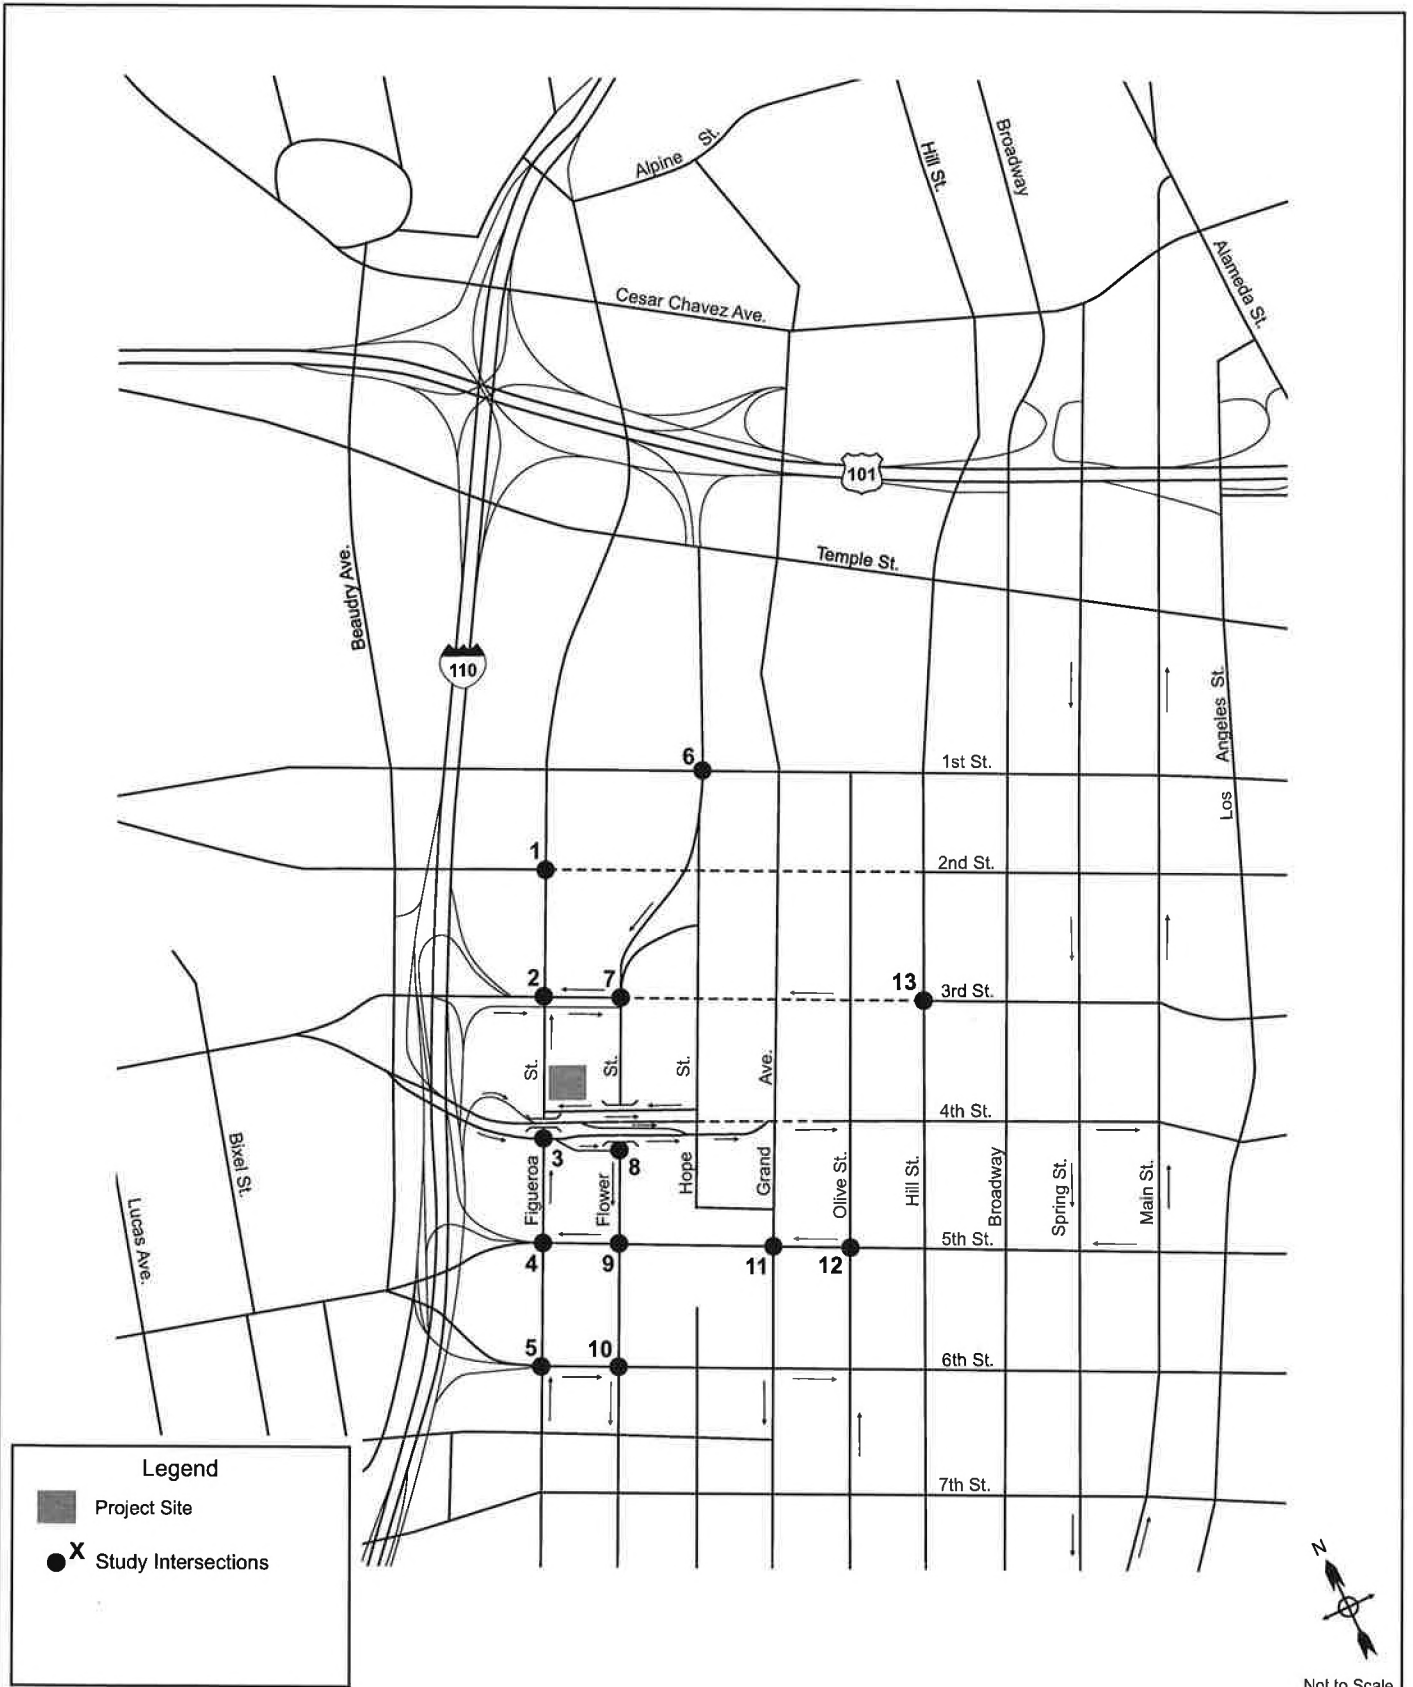 Alpine St.
Hill St.
Broadway
Alameda St.
Cesar Chavez Ave.
101
Temple St.
Beaudry Ave.
110
Los Angeles St.
6
1st St.
1
2nd St.
2
7
13
3rd St.
St.
St.
St.
Ave.
4th St.
3
8
Bixel St.
Lucas Ave.
Figueroa
Flower
Hope
Grand
Olive St.
Hill St.
Broadway
Spring St.
Main St.
4
9
11
12
5th St.
5
10
6th St.
7th St.
Legend
Project Site
X
Study Intersections
N
Not to Scale